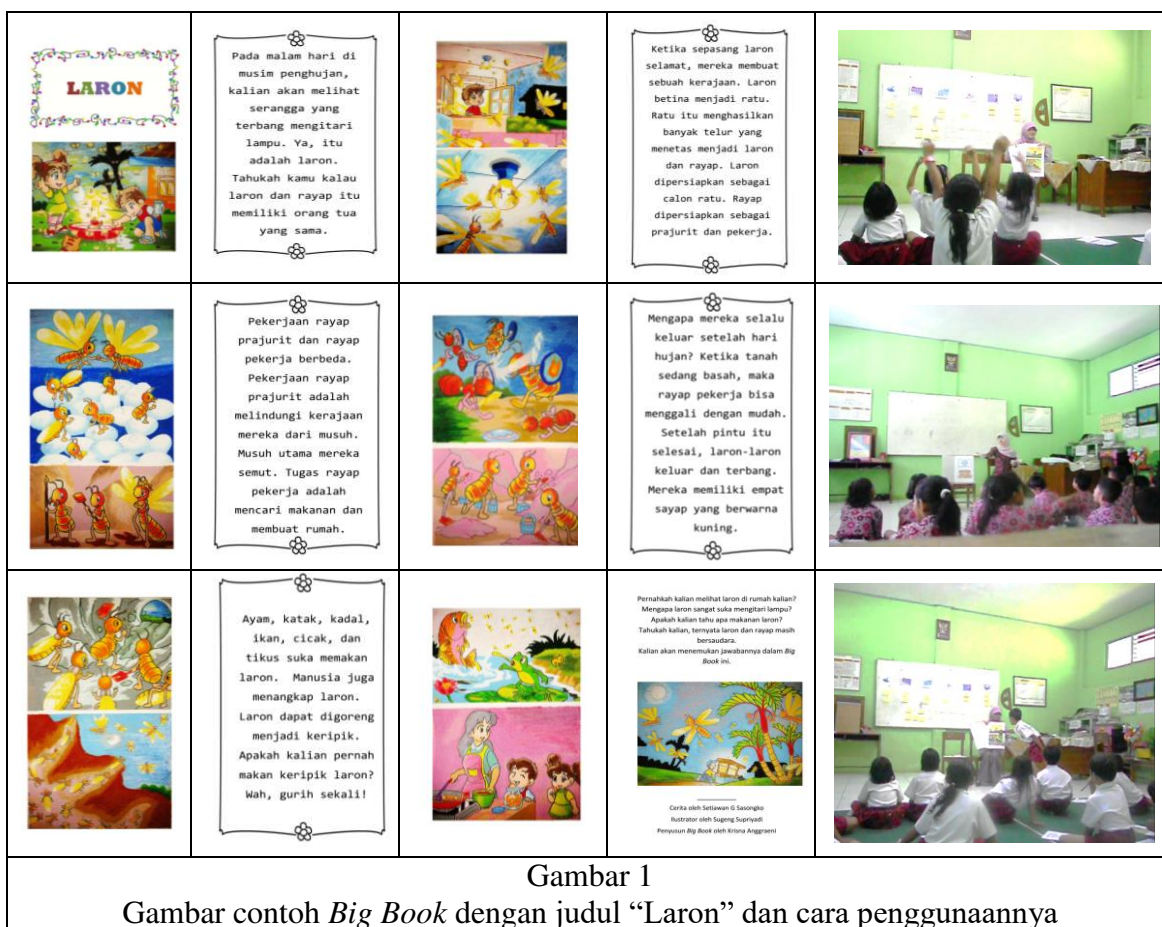 LARON
Pada malam hari di
musim penghujan,
kalian akan melihat
serangga yang
terbang mengitari
lampu. Ya, itu
adalah laron.
Tahukah kamu kalau
laron dan rayap itu
memiliki orang tua
yang sama.
Ketika sepasang laron
selamat, mereka membuat
sebuah kerajaan. Laron
betina menjadi ratu.
Ratu itu menghasilkan
banyak telur yang
menetas menjadi laron
dan rayap. Laron
dipersiapkan sebagai
calon ratu. Rayap
dipersiapkan sebagai
prajurit dan pekerja.
Pekerjaan rayap
prajurit dan rayap
pekerja berbeda.
Pekerjaan rayap
prajurit adalah
melindungi kerajaan
mereka dari musuh.
Musuh utama mereka
semut. Tugas rayap
pekerja adalah
mencari makanan dan
membuat rumah.
Mengapa mereka selalu
keluar setelah hari
hujan? Ketika tanah
sedang basah, maka
rayap pekerja bisa
menggali dengan mudah.
Setelah pintu itu
selesai, laron-laron
keluar dan terbang.
Mereka memiliki empat
sayap yang berwarna
kuning.
Ayam, katak, kadal,
ikan, cicak, dan
tikus suka memakan
laron. Manusia juga
menangkap laron.
Laron dapat digoreng
menjadi keripik.
Apakah kalian pernah
makan keripik laron?
Wah, gurih sekali!
Pernahkah kalian melihat laron di rumah kalian?
Mengapa laron sangat suka mengitari lampu?
Apakah kalian tahu apa makanan laron?
Tahukah kalian, ternyata laron dan rayap masih
bersaudara.
Kalian akan menemukan jawabannya dalam Big
Book ini.
Cerita oleh Setiawan G Sasongko
Ilustrator oleh Sugeng Supriyadi
Penyusun Big Book oleh Krisna Anggraeni
Gambar 1
Gambar contoh Big Book dengan judul “Laron” dan cara penggunaannya